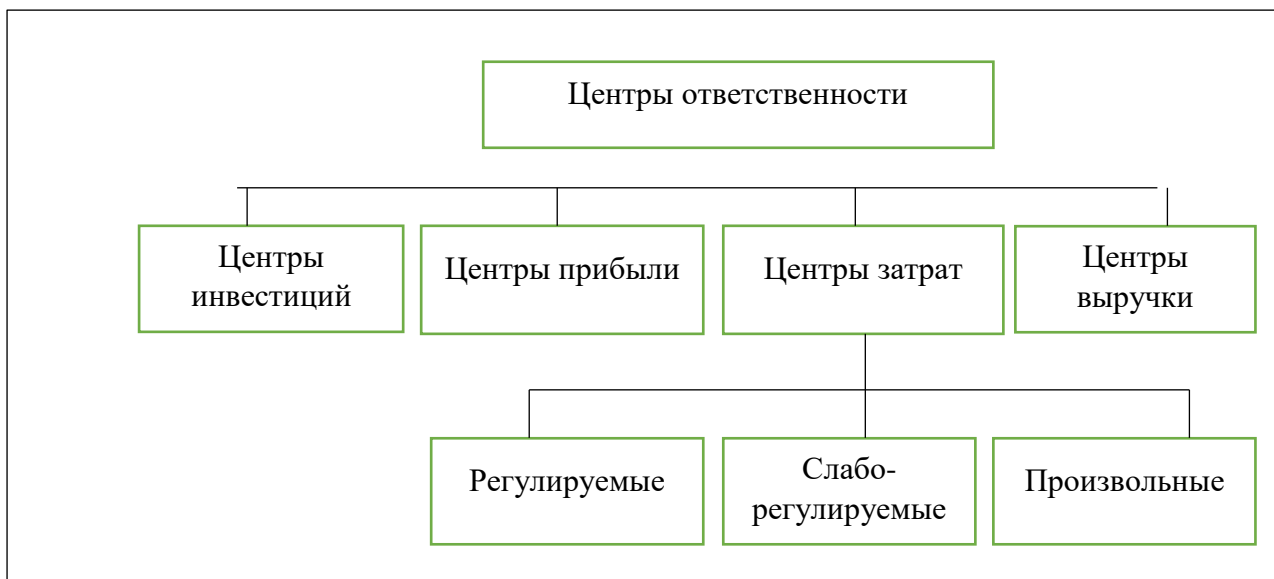 Центры ответственности
Центры
инвестиций
Центры прибыли
Центры затрат
Центры
выручки
Регулируемые
Слабо-
регулируемые
Произвольные